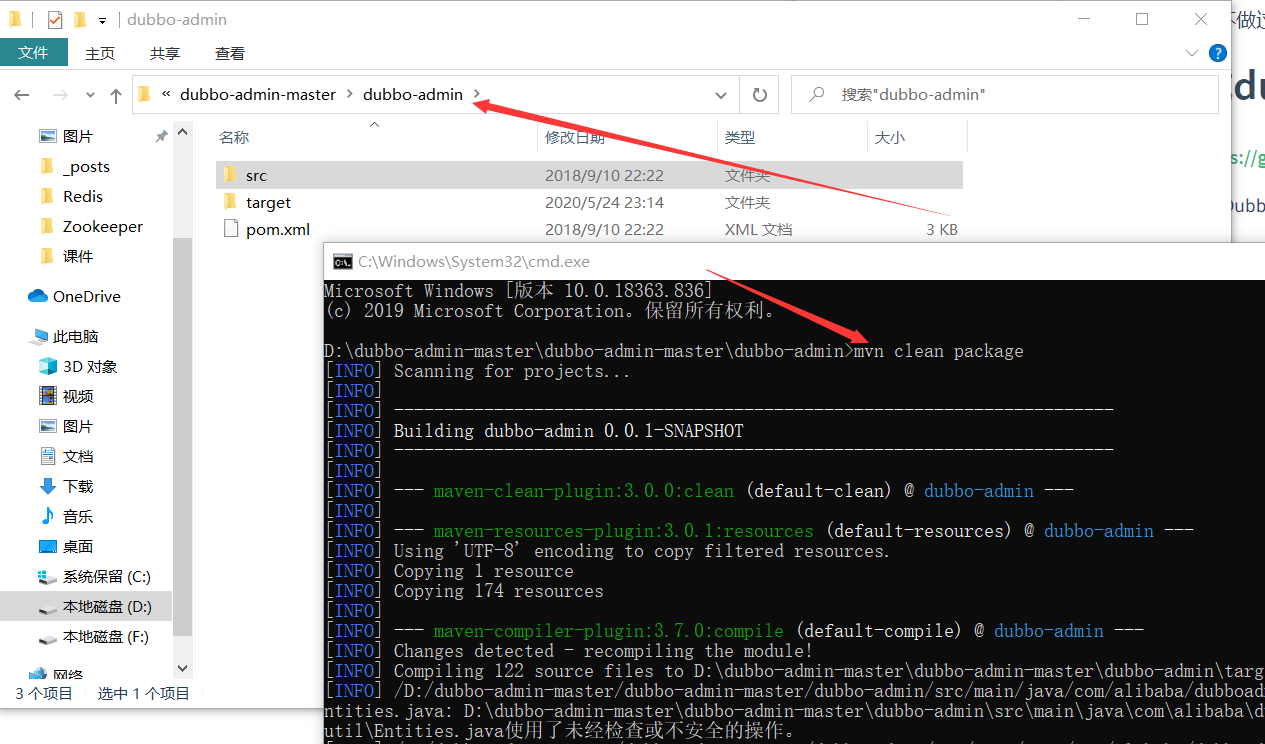 dubbo-admin
文件 主页 共享 查看
« dubbo-admin-master › dubbo-admin ›
搜索"dubbo-admin"
名称 修改日期 类型 大小
src 2018/9/10 22:22 文件夹
target 2020/5/24 23:14 文件夹
pom.xml 2018/9/10 22:22 XML 文档 3 KB
图片
_posts
Redis
Zookeeper
课件
OneDrive
此电脑
3D 对象
视频
图片
文档
下载
音乐
桌面
系统保留 (C:)
本地磁盘 (D:)
本地磁盘 (F:)
网络
3 个项目 选中 1 个项目
C:\Windows\System32\cmd.exe
Microsoft Windows [版本 10.0.18363.836]
(c) 2019 Microsoft Corporation。保留所有权利。
D:\dubbo-admin-master\dubbo-admin-master\dubbo-admin>mvn clean package
[INFO] Scanning for projects...
[INFO]
[INFO] ------------------------------------------------------------------------
[INFO] Building dubbo-admin 0.0.1-SNAPSHOT
[INFO] ------------------------------------------------------------------------
[INFO]
[INFO] --- maven-clean-plugin:3.0.0:clean (default-clean) @ dubbo-admin ---
[INFO]
[INFO] --- maven-resources-plugin:3.0.1:resources (default-resources) @ dubbo-admin ---
[INFO] Using 'UTF-8' encoding to copy filtered resources.
[INFO] Copying 1 resource
[INFO] Copying 174 resources
[INFO]
[INFO] --- maven-compiler-plugin:3.7.0:compile (default-compile) @ dubbo-admin ---
[INFO] Changes detected - recompiling the module!
[INFO] Compiling 122 source files to D:\dubbo-admin-master\dubbo-admin-master\dubbo-admin\targ
[INFO] /D:/dubbo-admin-master/dubbo-admin-master/dubbo-admin/src/main/java/com/alibaba/dubboad
ntities.java: D:\dubbo-admin-master\dubbo-admin-master\dubbo-admin\src\main\java\com\alibaba\d
util\Entities.java使用了未经检查或不安全的操作。